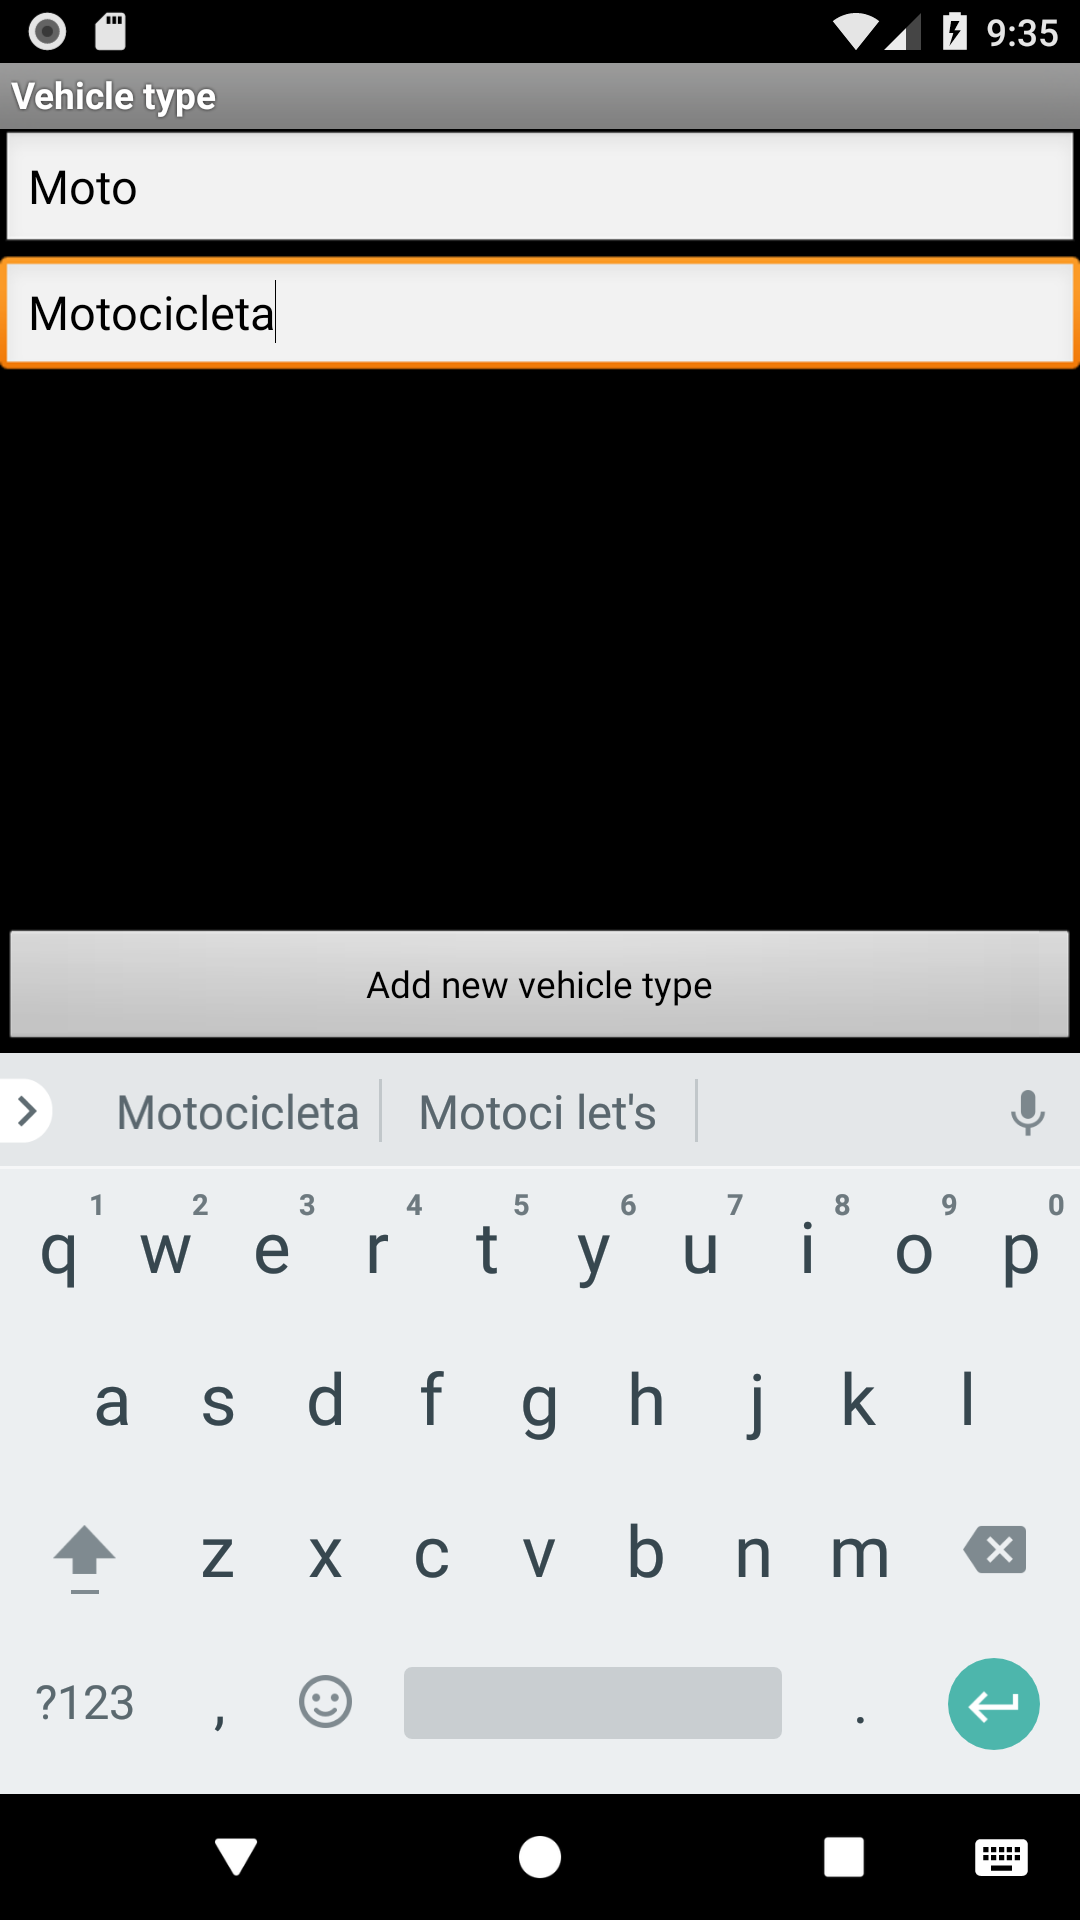 9:35
Vehicle type
Moto
Motocicleta
Add new vehicle type
Motocicleta Motoci let's
1 2 3 4 5 6 7 8 9 0
q w e r t y u i o p
a s d f g h j k l
z x c v b n m
?123 , .